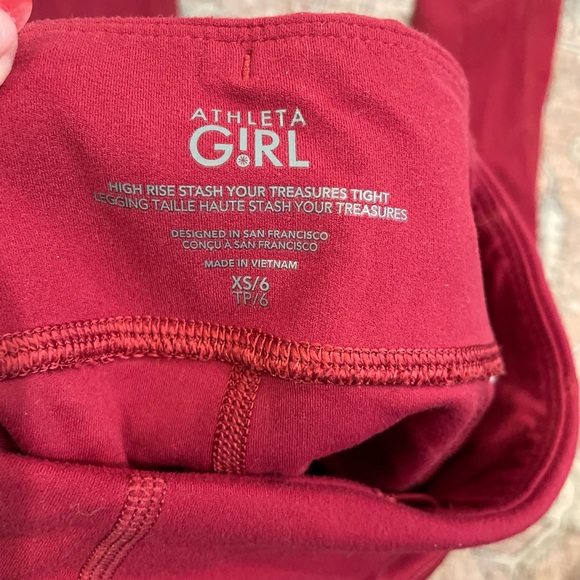 ATHLETA
G!RL
HIGH RISE STASH YOUR TREASURES TIGHT
LEGGING TAILLE HAUTE STASH YOUR TREASURES
DESIGNED IN SAN FRANCISCO
CONÇU À SAN FRANCISCO
MADE IN VIETNAM
XS/6
TP/6